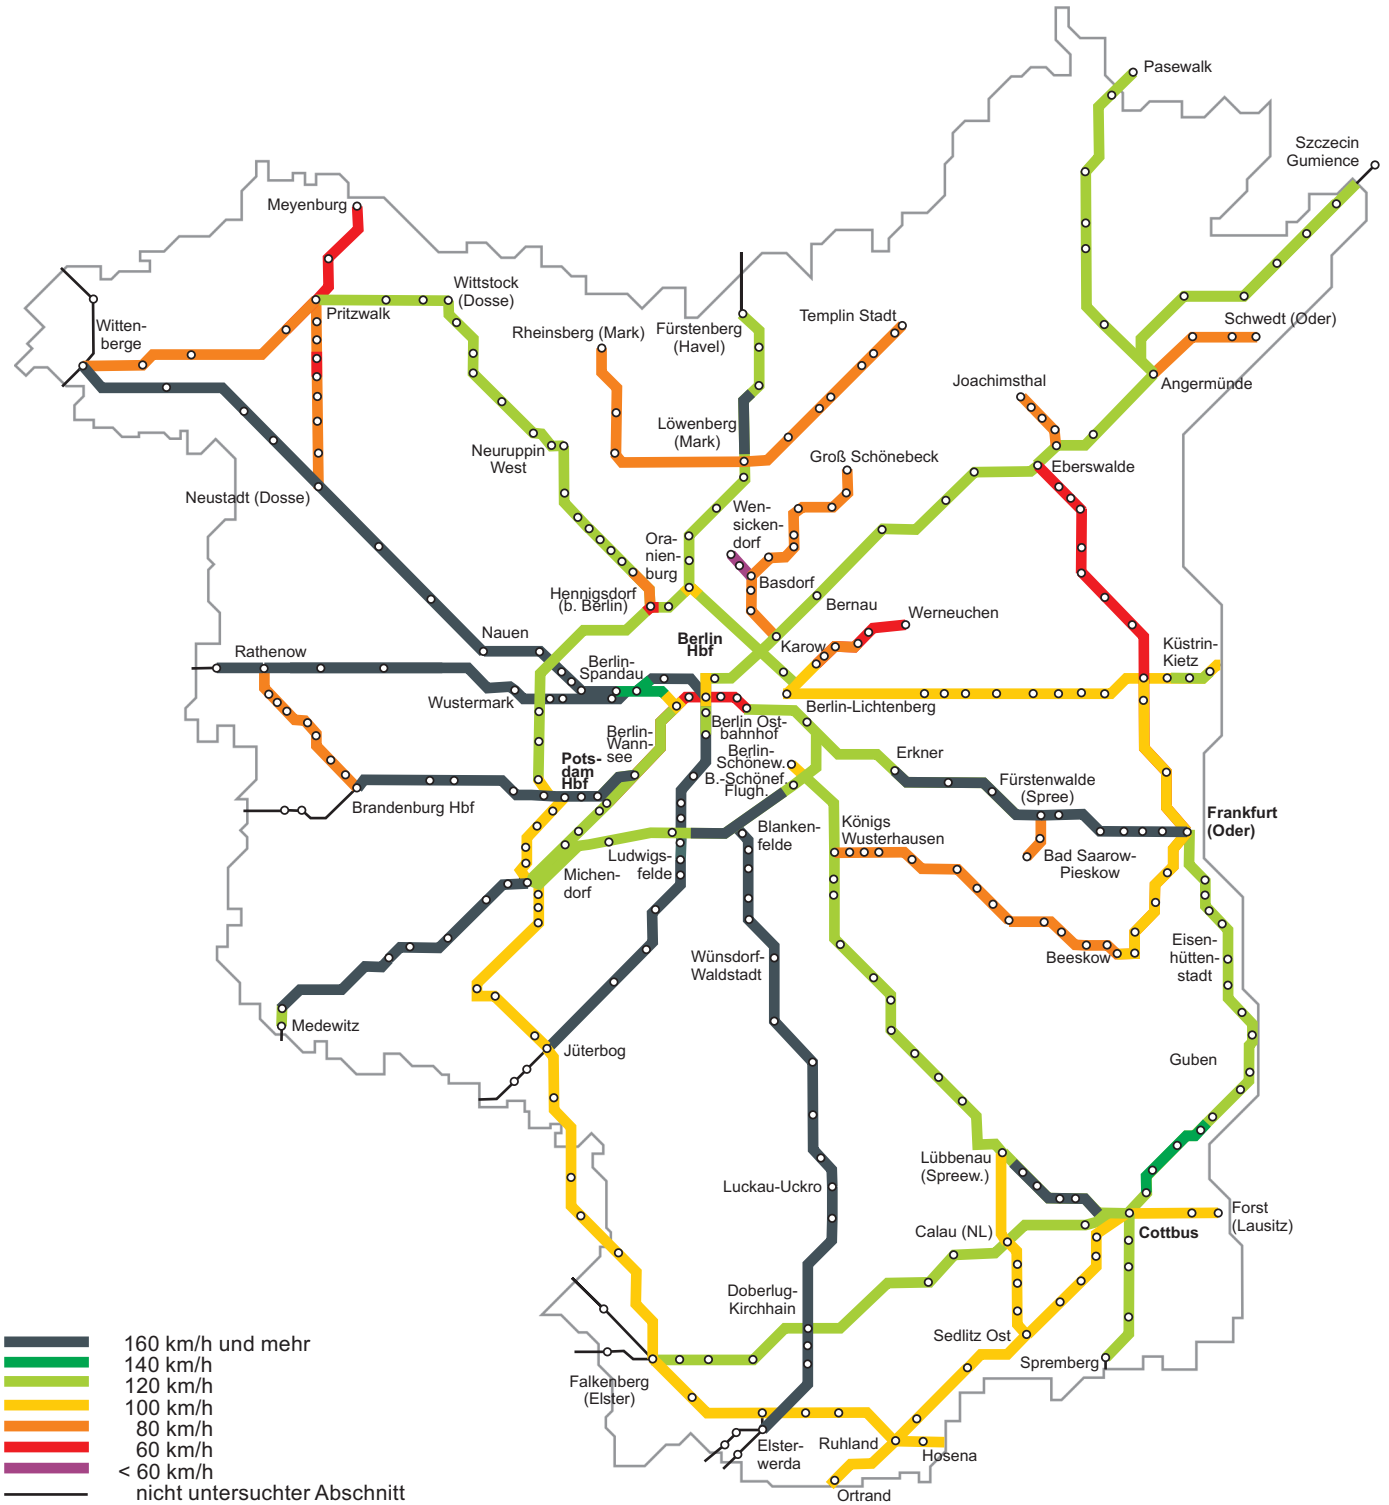 Pasewalk
Szczecin
Gumience
Meyenburg
Wittstock
(Dosse)
Pritzwalk
Witten-
berge
Rheinsberg (Mark)
Fürstenberg
(Havel)
Templin Stadt
Schwedt (Oder)
Angermünde
Joachimsthal
Löwenberg
(Mark)
Neuruppin
West
Groß Schönebeck
Eberswalde
Neustadt (Dosse)
Wen-
sicken-
dorf
Ora-
nien-
burg
Basdorf
Hennigsdorf
(b. Berlin)
Bernau
Werneuchen
Nauen
Berlin
Hbf
Karow
Küstrin-
Kietz
Rathenow
Berlin-
Spandau
Wustermark
Berlin-Lichtenberg
Berlin Ost-
bahnhof
Berlin-
Wann-
see
Berlin-
Schönew.
B.-Schönef.
Flugh.
Erkner
Pots-
dam
Hbf
Fürstenwalde
(Spree)
Brandenburg Hbf
Frankfurt
(Oder)
Blanken-
felde
Königs
Wusterhausen
Ludwigs-
felde
Bad Saarow-
Pieskow
Michen-
dorf
Wünsdorf-
Waldstadt
Beeskow
Eisen-
hütten-
stadt
Medewitz
Jüterbog
Guben
Lübbenau
(Spreew.)
Luckau-Uckro
Forst
(Lausitz)
Calau (NL)
Cottbus
Doberlug-
Kirchhain
Sedlitz Ost
Spremberg
Falkenberg
(Elster)
Elster-
werda
Ruhland
Hosena
Ortrand
160 km/h und mehr
140 km/h
120 km/h
100 km/h
80 km/h
60 km/h
< 60 km/h
nicht untersuchter Abschnitt